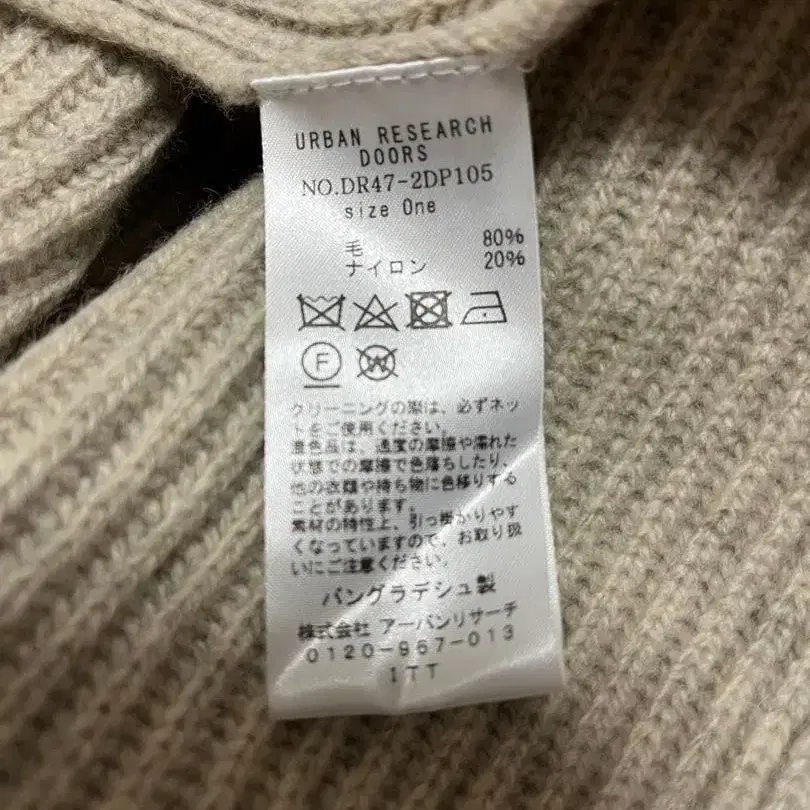 URBAN RESEARCH
DOORS
NO.DR47-2DP105
size One
毛 80%
ナイロン 20%
F W
クリーニングの際は、必ずネッ
トをご使用ください。
濃色品は、過度の摩擦や濡れた
状態での摩擦で色落ちしたり、
他の衣類や持ち物に色移りする
ことがあります。
素材の特性上、引っ掛かりやす
くなっていますので、お取り扱
いにご注意ください。
バングラデシュ製
株式会社 アーバンリサーチ
0120-967-013
ITT